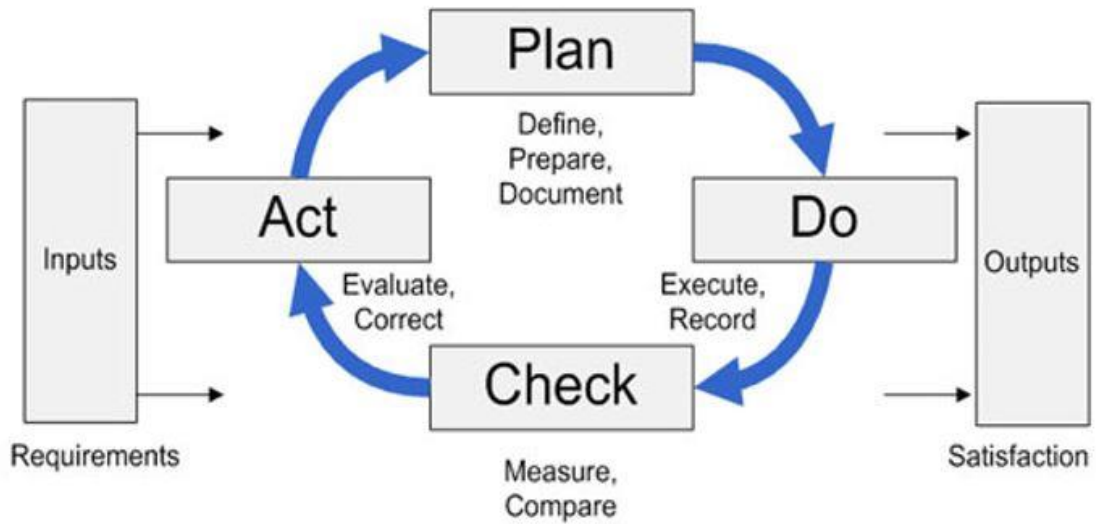 Plan
Define,
Prepare,
Document
Inputs
Act
Do
Outputs
Evaluate,
Correct
Execute,
Record
Check
Requirements
Satisfaction
Measure,
Compare